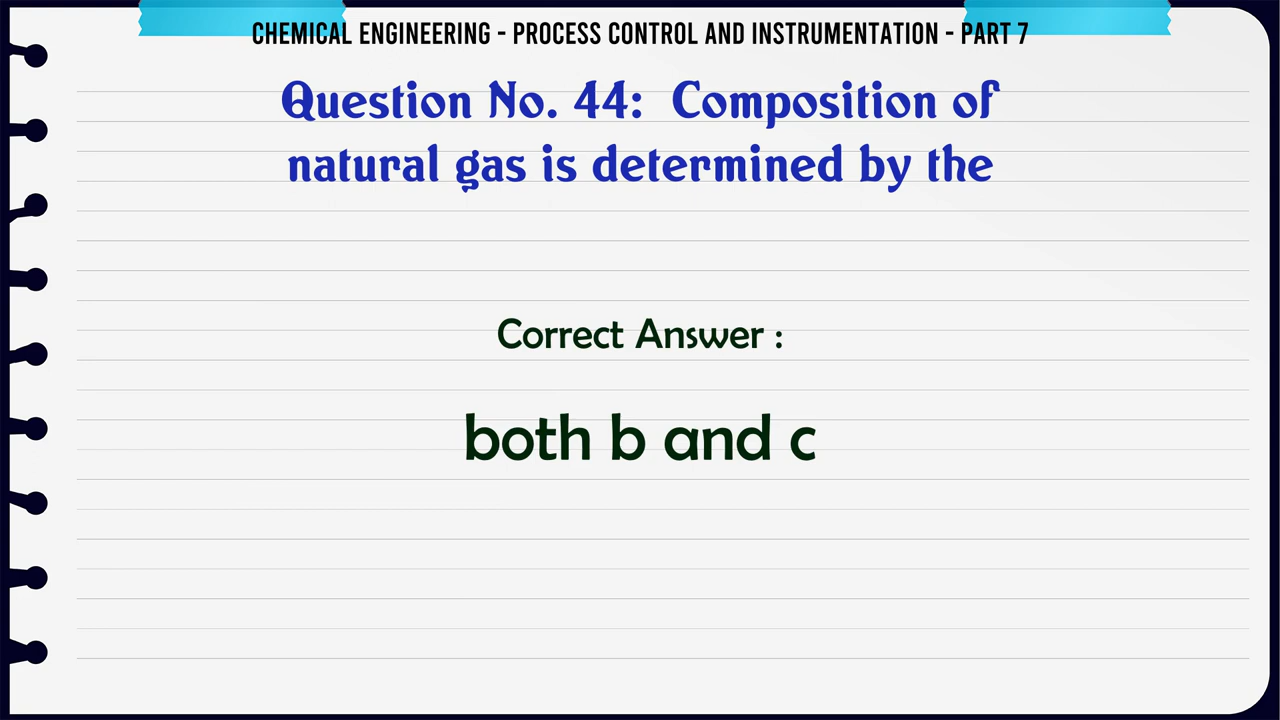 CHEMICAL ENGINEERING - PROCESS CONTROL AND INSTRUMENTATION - PART 7
Question No. 44: Composition of
natural gas is determined by the
Correct Answer :
both b and c